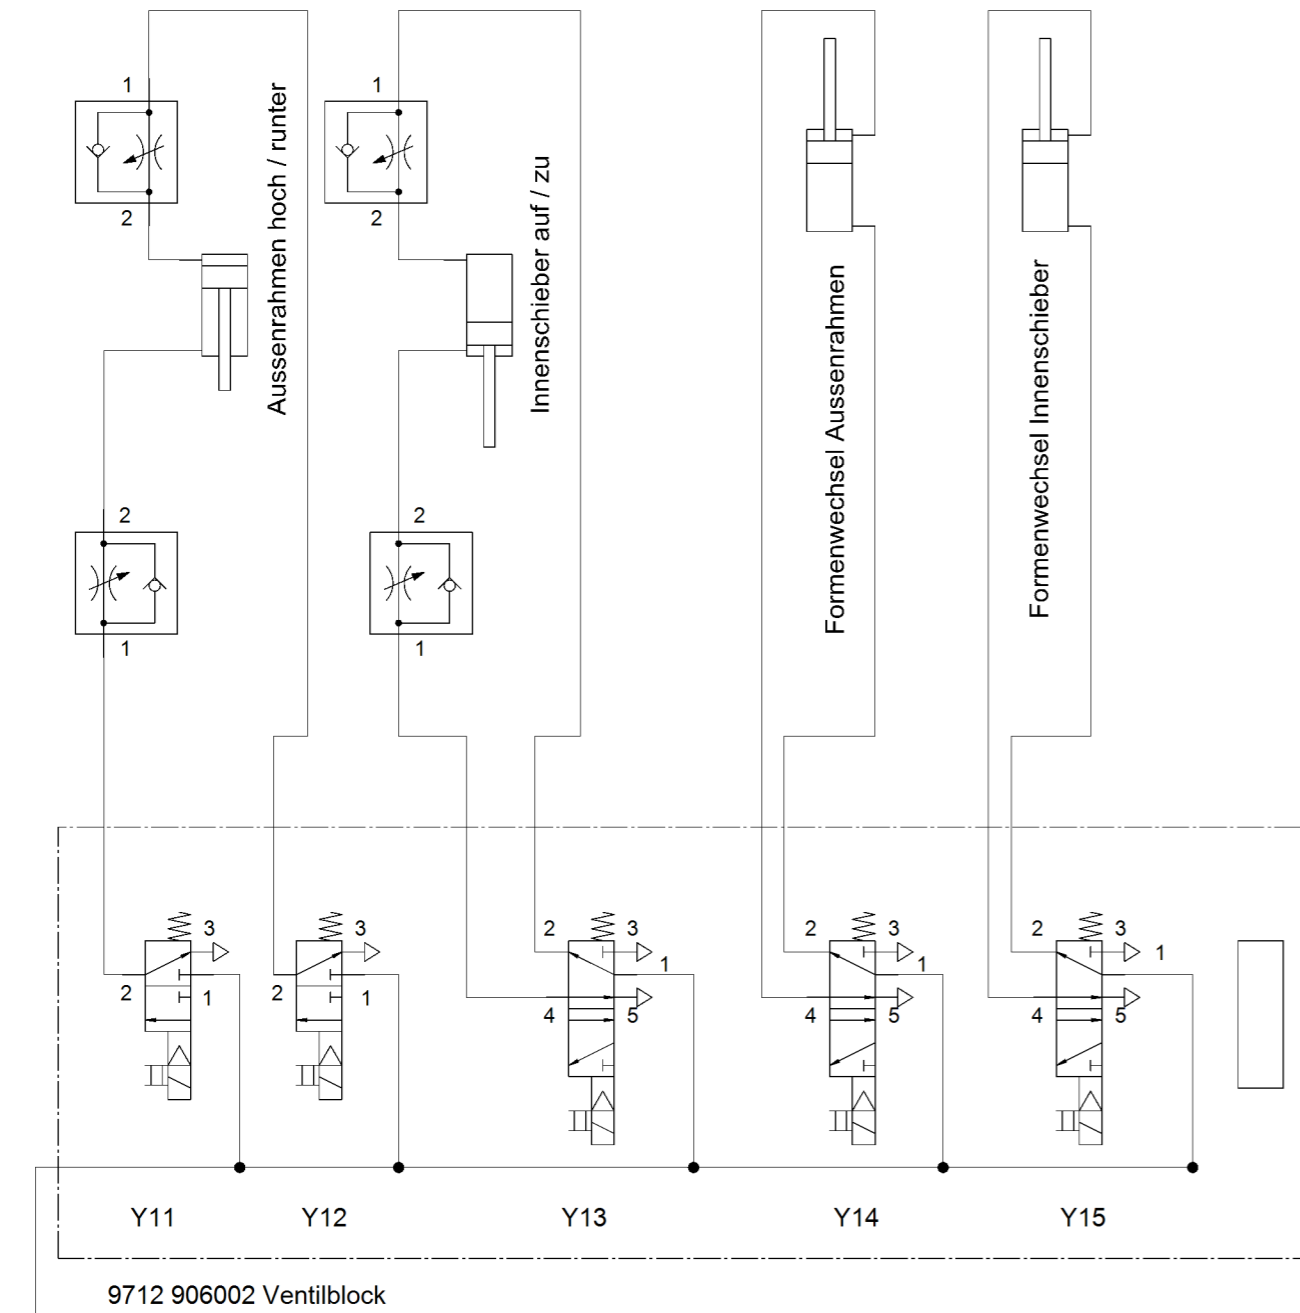 1
1
2
2
Aussenrahmen hoch / runter
Innenschieber auf / zu
Formenwechsel Aussenrahmen
Formenwechsel Innenschieber
2
2
1
1
3
3
2
3
2
3
2
3
1
1
1
2
1
2
1
4
5
4
5
4
5
Y11
Y12
Y13
Y14
Y15
9712 906002 Ventilblock